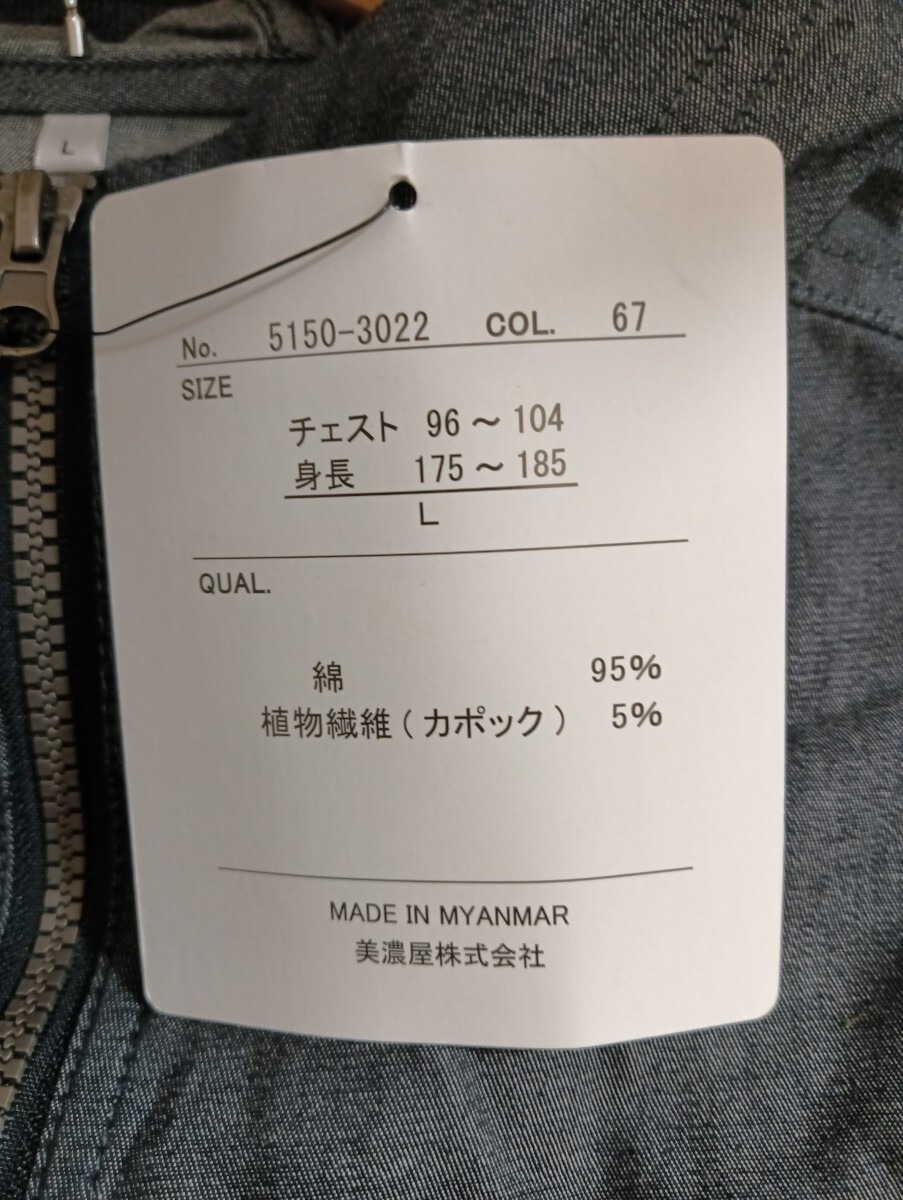 L
No. 5150-3022 COL. 67
SIZE
チェスト 96～104
身長 175～185
L
QUAL.
綿 95%
植物繊維(カポック) 5%
MADE IN MYANMAR
美濃屋株式会社